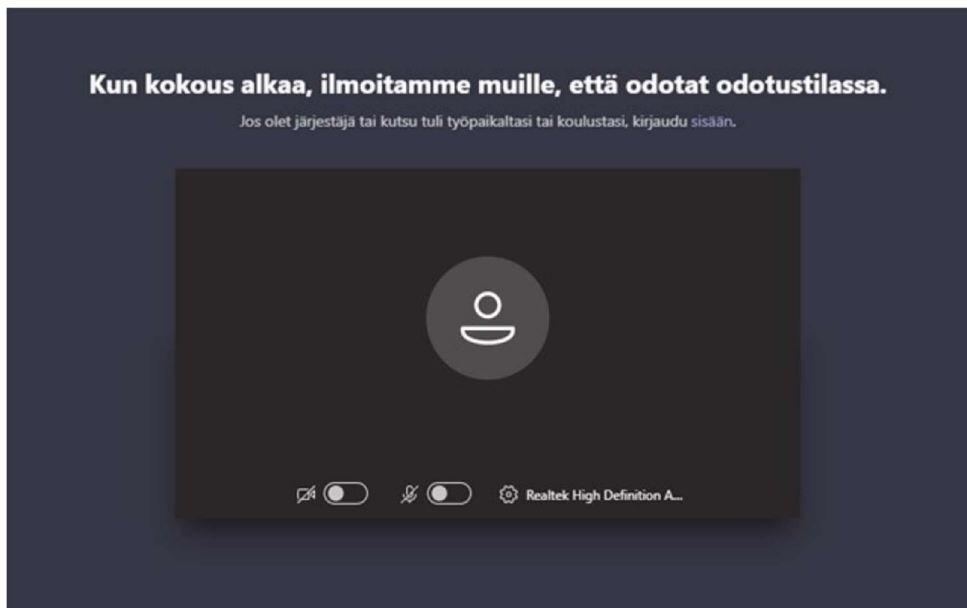 Kun kokous alkaa, ilmoitamme muille, että odotat odotustilassa.
Jos olet järjestäjä tai kutsu tuli työpaikaltasi tai koulustasi, kirjaudu sisään.
Realtek High Definition A...